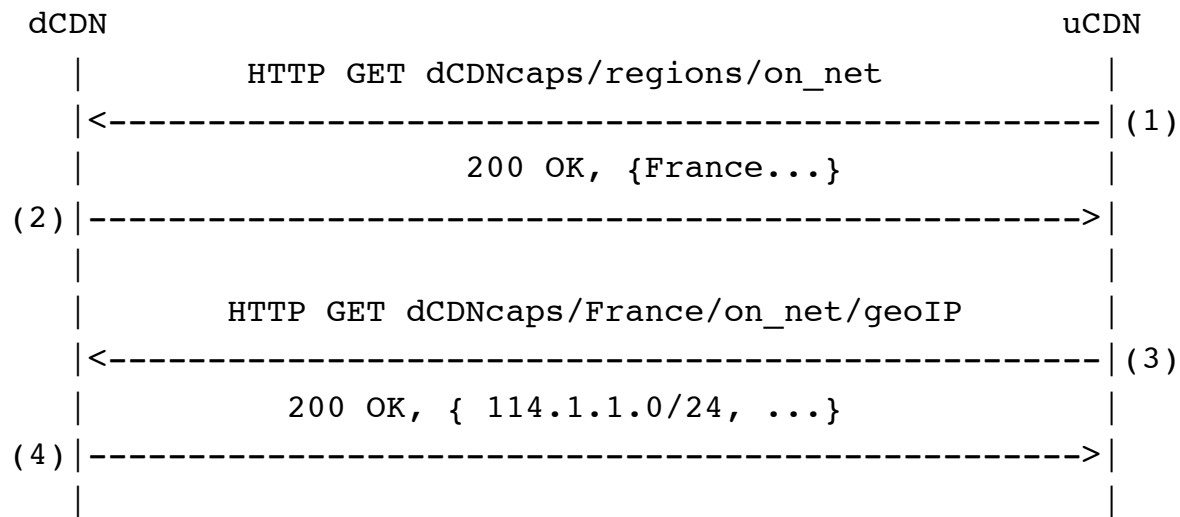 dCDN uCDN
| HTTP GET dCDNcaps/regions/on_net |
|<--------------------------------------------------|(1)
| 200 OK, {France...} |
(2)|-------------------------------------------------->|
| |
| HTTP GET dCDNcaps/France/on_net/geoIP |
|<--------------------------------------------------|(3)
| 200 OK, { 114.1.1.0/24, ...} |
(4)|-------------------------------------------------->|
| |